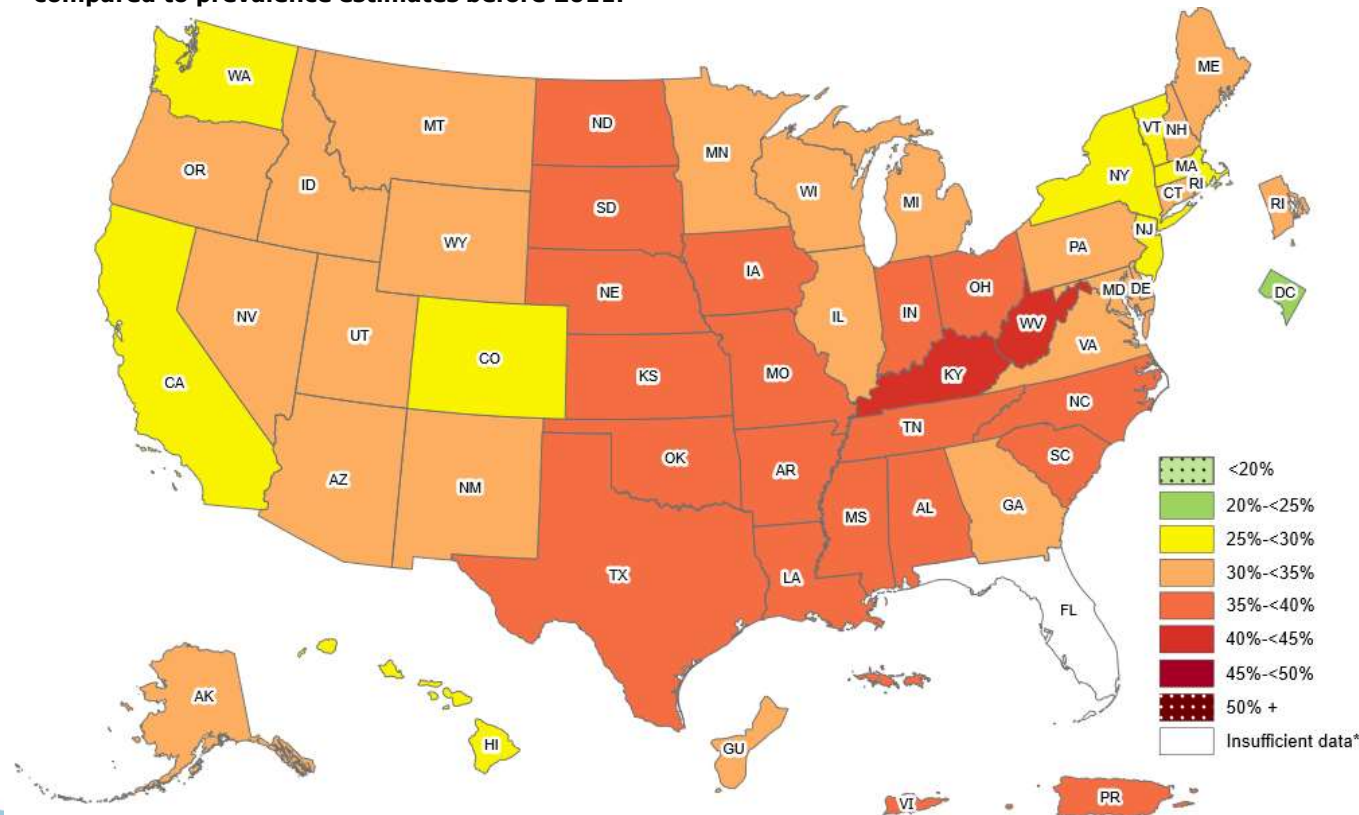 compared to prevalence estimates before 2011.
WA
MT
ND
MN
ME
VT
NH
OR
ID
SD
WI
MI
NY
MA
CT
RI
RI
WY
IA
PA
NJ
NE
OH
MD
DE
DC
NV
UT
CO
IL
IN
WV
VA
CA
KS
MO
KY
NC
TN
AZ
NM
OK
AR
SC
MS
AL
GA
TX
LA
FL
AK
HI
GU
VI
PR
<20%
20%-<25%
25%-<30%
30%-<35%
35%-<40%
40%-<45%
45%-<50%
50% +
Insufficient data*